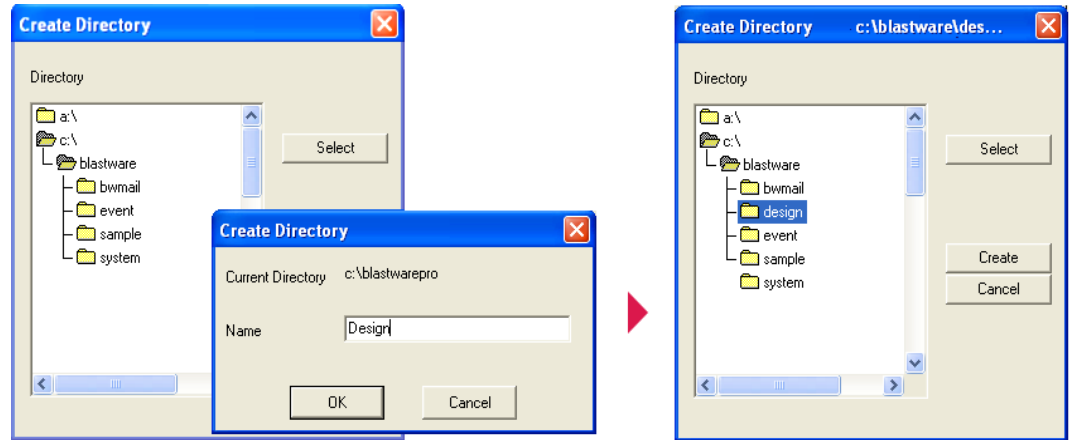 Create Directory
Directory
a:\
c:\
blastware
bwmail
event
sample
system
Select
Create Directory
Current Directory c:\blastwarepro
Name Design
OK Cancel
Create Directory c:\blastware\des...
Directory
a:\
c:\
blastware
bwmail
design
event
sample
system
Select
Create
Cancel